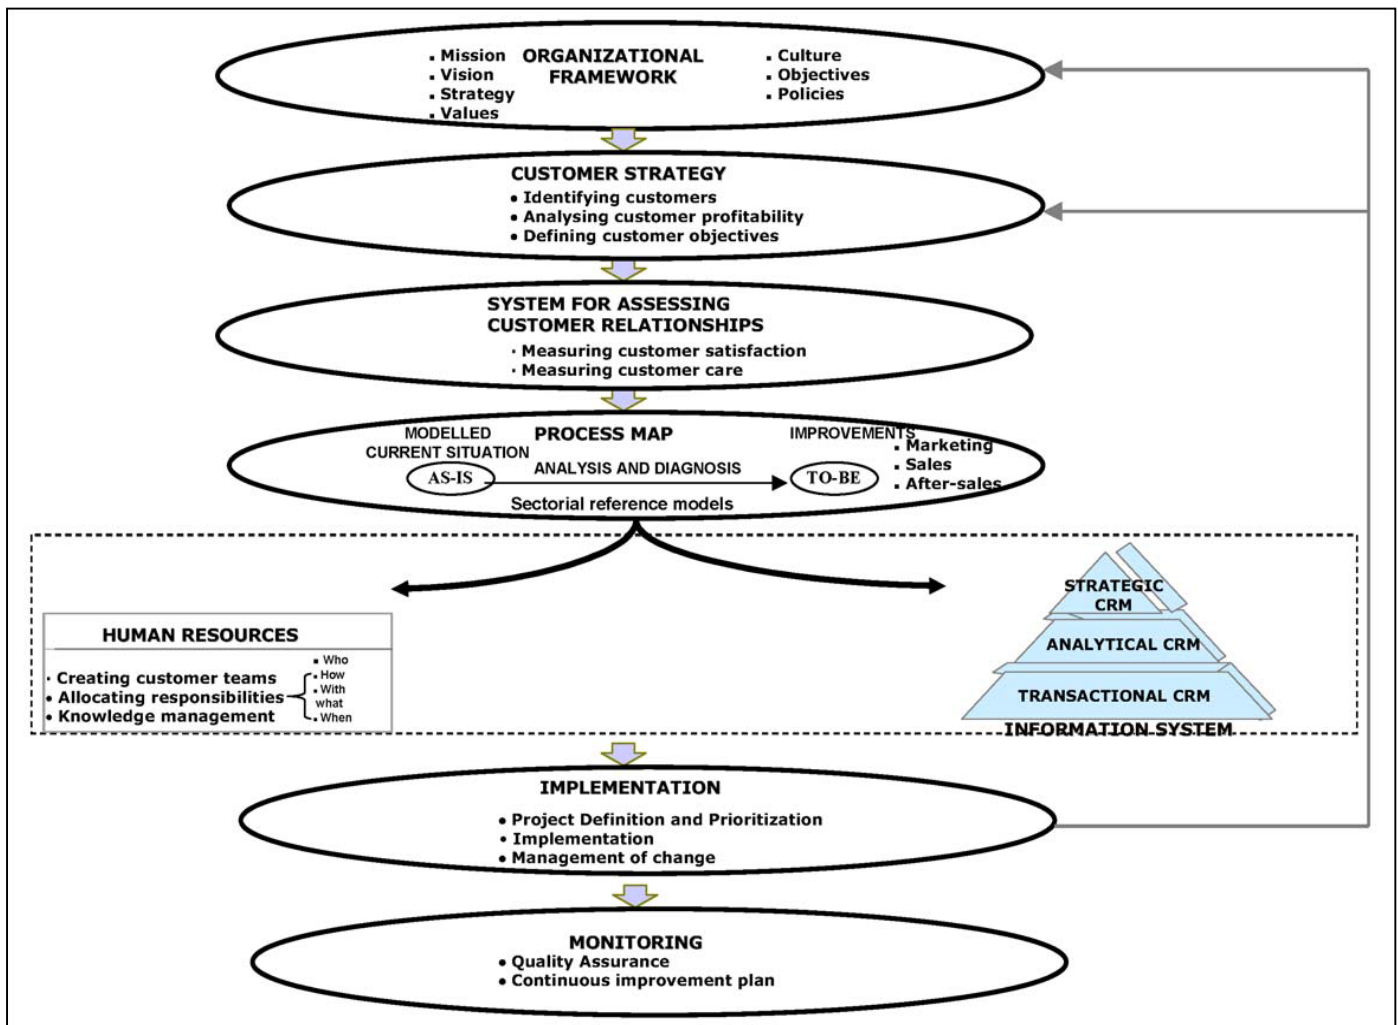 ORGANIZATIONAL
FRAMEWORK
▪ Mission
▪ Vision
▪ Strategy
▪ Values
▪ Culture
▪ Objectives
▪ Policies
CUSTOMER STRATEGY
● Identifying customers
● Analysing customer profitability
● Defining customer objectives
SYSTEM FOR ASSESSING
CUSTOMER RELATIONSHIPS
· Measuring customer satisfaction
· Measuring customer care
PROCESS MAP
MODELLED
CURRENT SITUATION
AS-IS
ANALYSIS AND DIAGNOSIS
Sectorial reference models
IMPROVEMENTS
TO-BE
▪ Marketing
▪ Sales
▪ After-sales
HUMAN RESOURCES
· Creating customer teams
● Allocating responsibilities
● Knowledge management
▪ Who
▪ How
▪ With
what
▪ When
STRATEGIC
CRM
ANALYTICAL CRM
TRANSACTIONAL CRM
INFORMATION SYSTEM
IMPLEMENTATION
● Project Definition and Prioritization
● Implementation
● Management of change
MONITORING
● Quality Assurance
● Continuous improvement plan